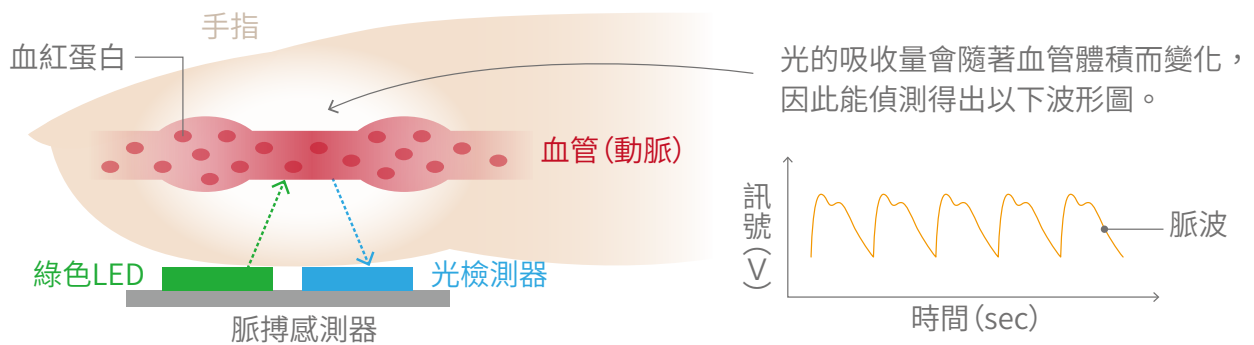 手指
血紅蛋白
血管（動脈）
綠色LED
光檢測器
脈搏感測器
光的吸收量會隨著血管體積而變化，
因此能偵測得出以下波形圖。
訊號（V）
脈波
時間（sec）